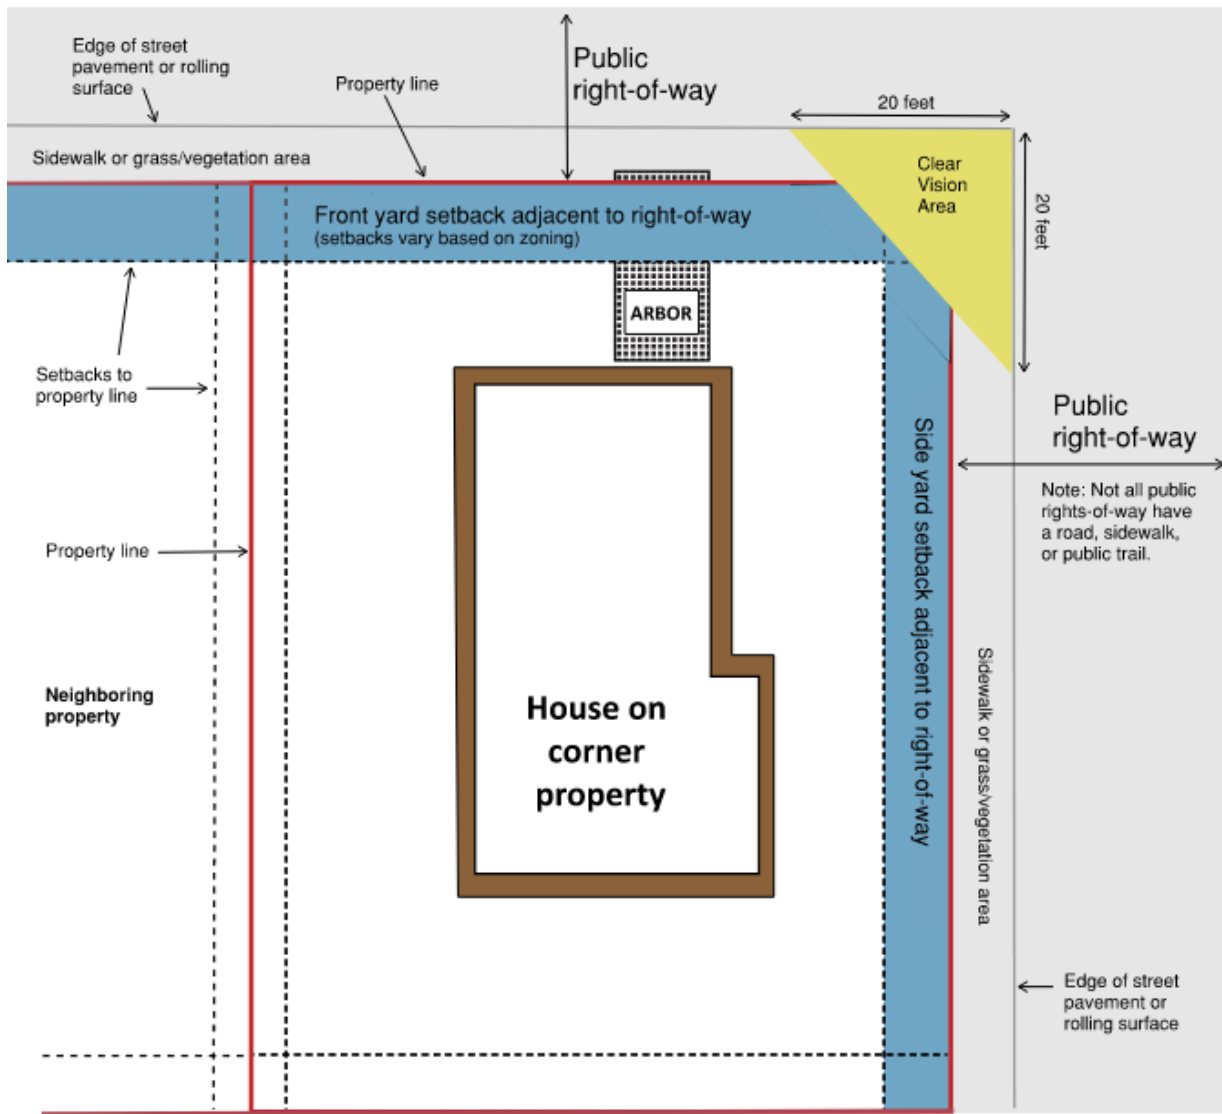 Edge of street
pavement or rolling
surface
Property line
Public
right-of-way
20 feet
Sidewalk or grass/vegetation area
Clear
Vision
Area
20 feet
Front yard setback adjacent to right-of-way
(setbacks vary based on zoning)
ARBOR
Setbacks to
property line
Public
right-of-way
Note: Not all public
rights-of-way have
a road, sidewalk,
or public trail.
Side yard setback adjacent to right-of-way
Property line
Neighboring
property
House on
corner
property
Sidewalk or grass/vegetation area
Edge of street
pavement or
rolling surface